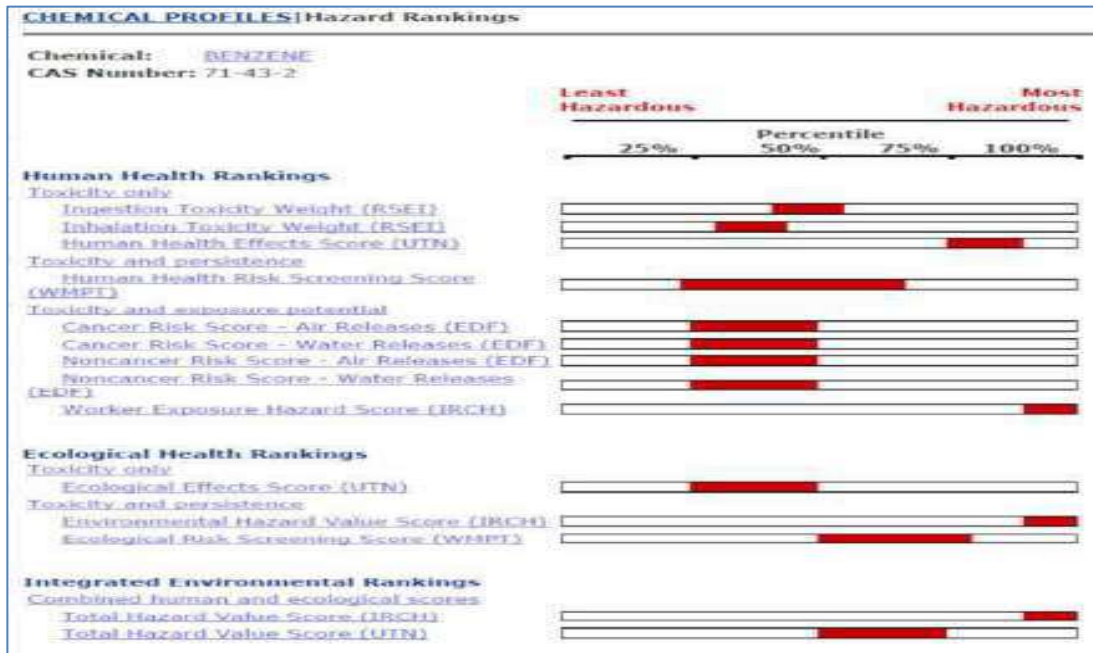 CHEMICAL PROFILES|Hazard Rankings
Chemical: BENZENE
CAS Number: 71-43-2
Least Hazardous Most Hazardous
Percentile
25% 50% 75% 100%
Human Health Rankings
Toxicity only
Ingestion Toxicity Weight (RSEI)
Inhalation Toxicity Weight (RSEI)
Human Health Effects Score (UTN)
Toxicity and persistence
Human Health Risk Screening Score
(WMPT)
Toxicity and exposure potential
Cancer Risk Score - Air Releases (EDF)
Cancer Risk Score - Water Releases (EDF)
Noncancer Risk Score - Air Releases (EDF)
Noncancer Risk Score - Water Releases
(EDF)
Worker Exposure Hazard Score (IRCH)
Ecological Health Rankings
Toxicity only
Ecological Effects Score (UTN)
Toxicity and persistence
Environmental Hazard Value Score (IRCH)
Ecological Risk Screening Score (WMPT)
Integrated Environmental Rankings
Combined human and ecological scores
Total Hazard Value Score (IRCH)
Total Hazard Value Score (UTN)